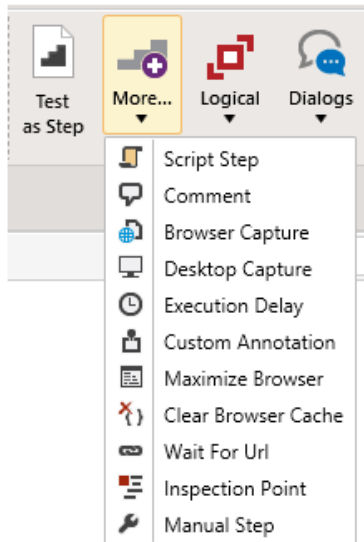 Test
as Step
More...
Logical
Dialogs
Script Step
Comment
Browser Capture
Desktop Capture
Execution Delay
Custom Annotation
Maximize Browser
Clear Browser Cache
Wait For Url
Inspection Point
Manual Step